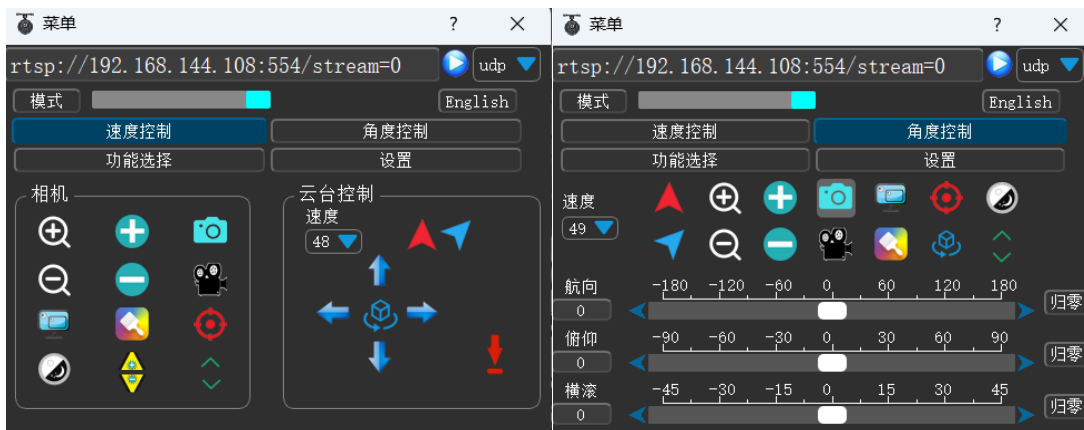 菜单 ? ×
rtsp://192.168.144.108:554/stream=0 udp
模式 English
速度控制 角度控制
功能选择 设置
相机
云台控制
速度
48
菜单 ? ×
rtsp://192.168.144.108:554/stream=0 udp
模式 English
速度控制 角度控制
功能选择 设置
速度
49
航向 -180 -120 -60 0 60 120 180
0 归零
俯仰 -90 -60 -30 0 30 60 90
0 归零
横滚 -45 -30 -15 0 15 30 45
0 归零